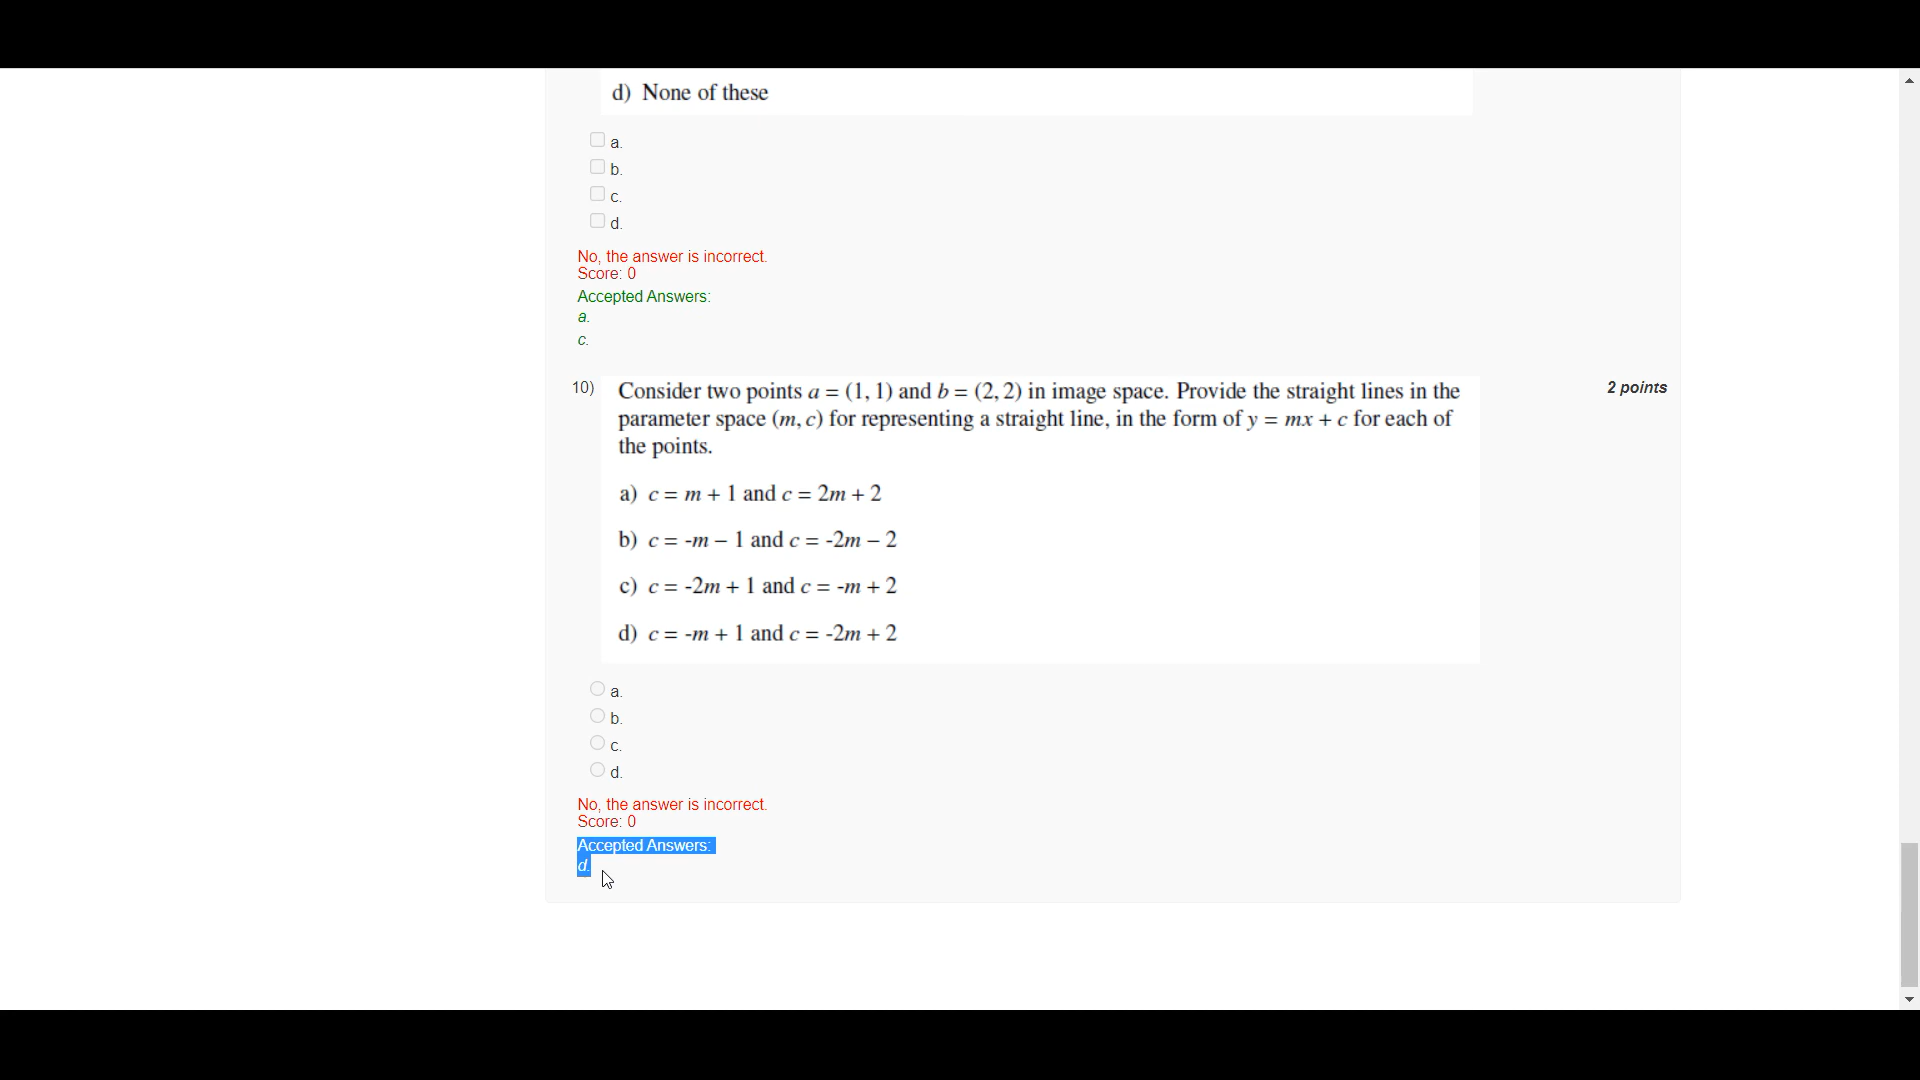 d) None of these
a.
b.
c.
d.
No, the answer is incorrect.
Score: 0
Accepted Answers:
a.
c.
10) Consider two points a = (1, 1) and b = (2, 2) in image space. Provide the straight lines in the 2 points
parameter space (m, c) for representing a straight line, in the form of y = mx + c for each of
the points.
a) c = m + 1 and c = 2m + 2
b) c = -m – 1 and c = -2m – 2
c) c = -2m + 1 and c = -m + 2
d) c = -m + 1 and c = -2m + 2
a.
b.
c.
d.
No, the answer is incorrect.
Score: 0
Accepted Answers:
d.